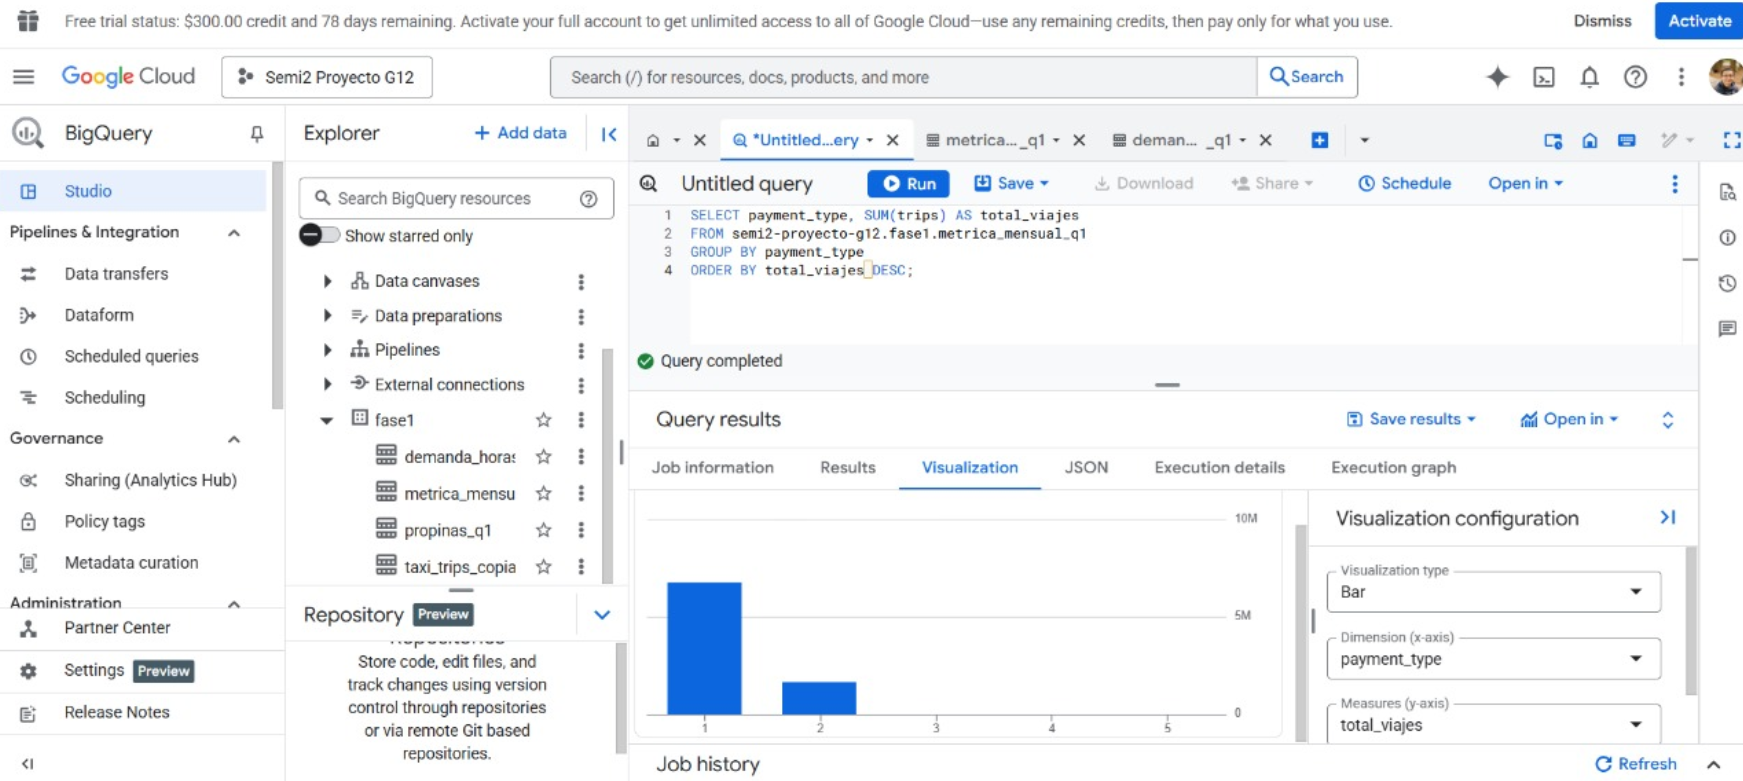 Free trial status: $300.00 credit and 78 days remaining. Activate your full account to get unlimited access to all of Google Cloud—use any remaining credits, then pay only for what you use.
Dismiss
Activate
Google Cloud
Semi2 Proyecto G12
Search (/) for resources, docs, products, and more
Search
BigQuery
Studio
Pipelines & Integration
Data transfers
Dataform
Scheduled queries
Scheduling
Governance
Sharing (Analytics Hub)
Policy tags
Metadata curation
Administration
Partner Center
Settings Preview
Release Notes
Explorer
+ Add data
Search BigQuery resources
Show starred only
Data canvases
Data preparations
Pipelines
External connections
fase1
demanda_horas
metrica_mensu
propinas_q1
taxi_trips_copia
Repository Preview
Repositories
Store code, edit files, and
track changes using version
control through repositories
or via remote Git based
repositories.
*Untitled...ery
metrica..._q1
deman... _q1
Untitled query
Run
Save
Download
Share
Schedule
Open in
1 SELECT payment_type, SUM(trips) AS total_viajes
2 FROM semi2-proyecto-g12.fase1.metrica_mensual_q1
3 GROUP BY payment_type
4 ORDER BY total_viajes DESC;
Query completed
Query results
Save results
Open in
Job information
Results
Visualization
JSON
Execution details
Execution graph
10M
5M
0
1 2 3 4 5
Visualization configuration
Visualization type
Bar
Dimension (x-axis)
payment_type
Measures (y-axis)
total_viajes
Job history
Refresh